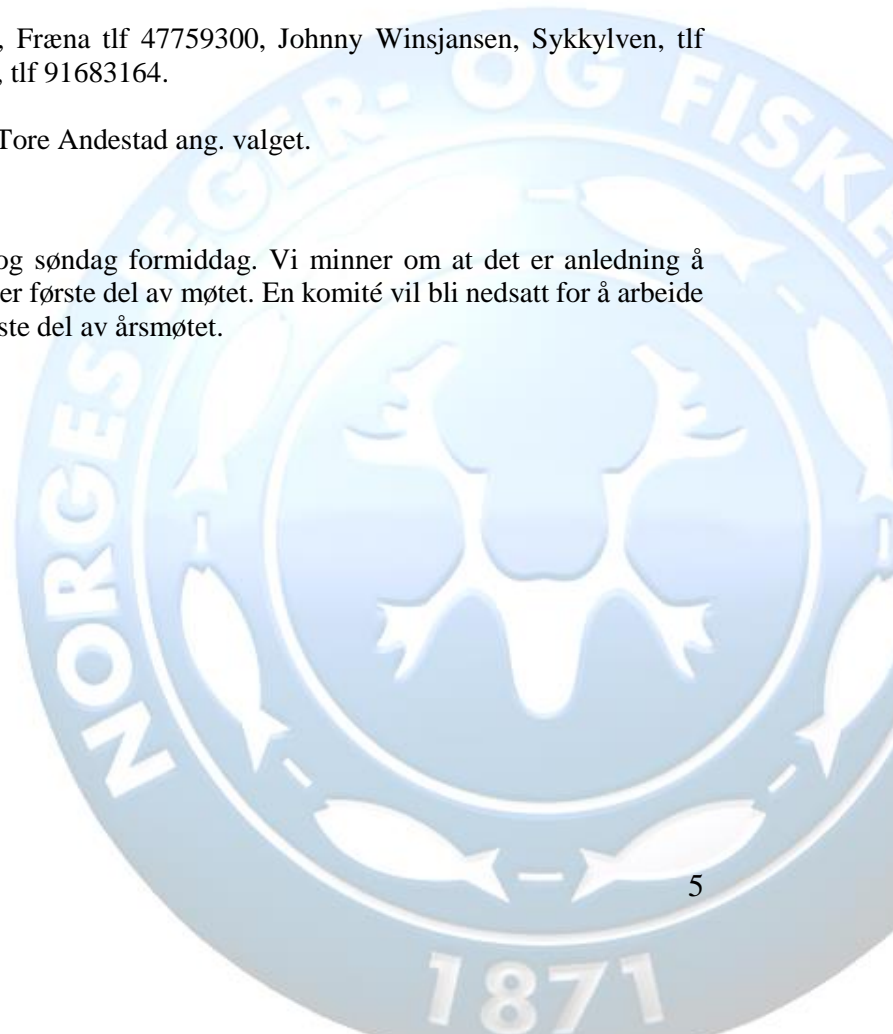 , Fræna tlf 47759300, Johnny Winsjansen, Sykkylven, tlf
, tlf 91683164.
Tore Andestad ang. valget.
og søndag formiddag. Vi minner om at det er anledning å
er første del av møtet. En komité vil bli nedsatt for å arbeide
ste del av årsmøtet.
NORGES JEGER- OG FISKE
5
1871